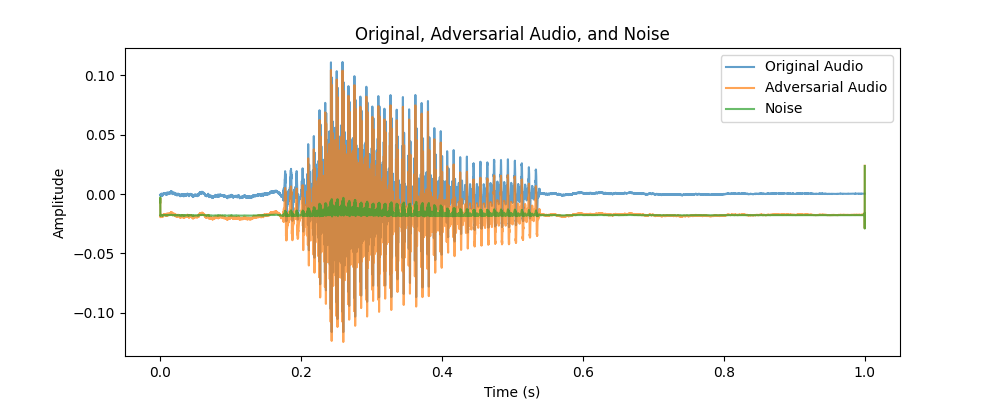 Original, Adversarial Audio, and Noise
Original Audio
Adversarial Audio
Noise
0.10
0.05
0.00
−0.05
−0.10
Amplitude
0.0
0.2
0.4
0.6
0.8
1.0
Time (s)